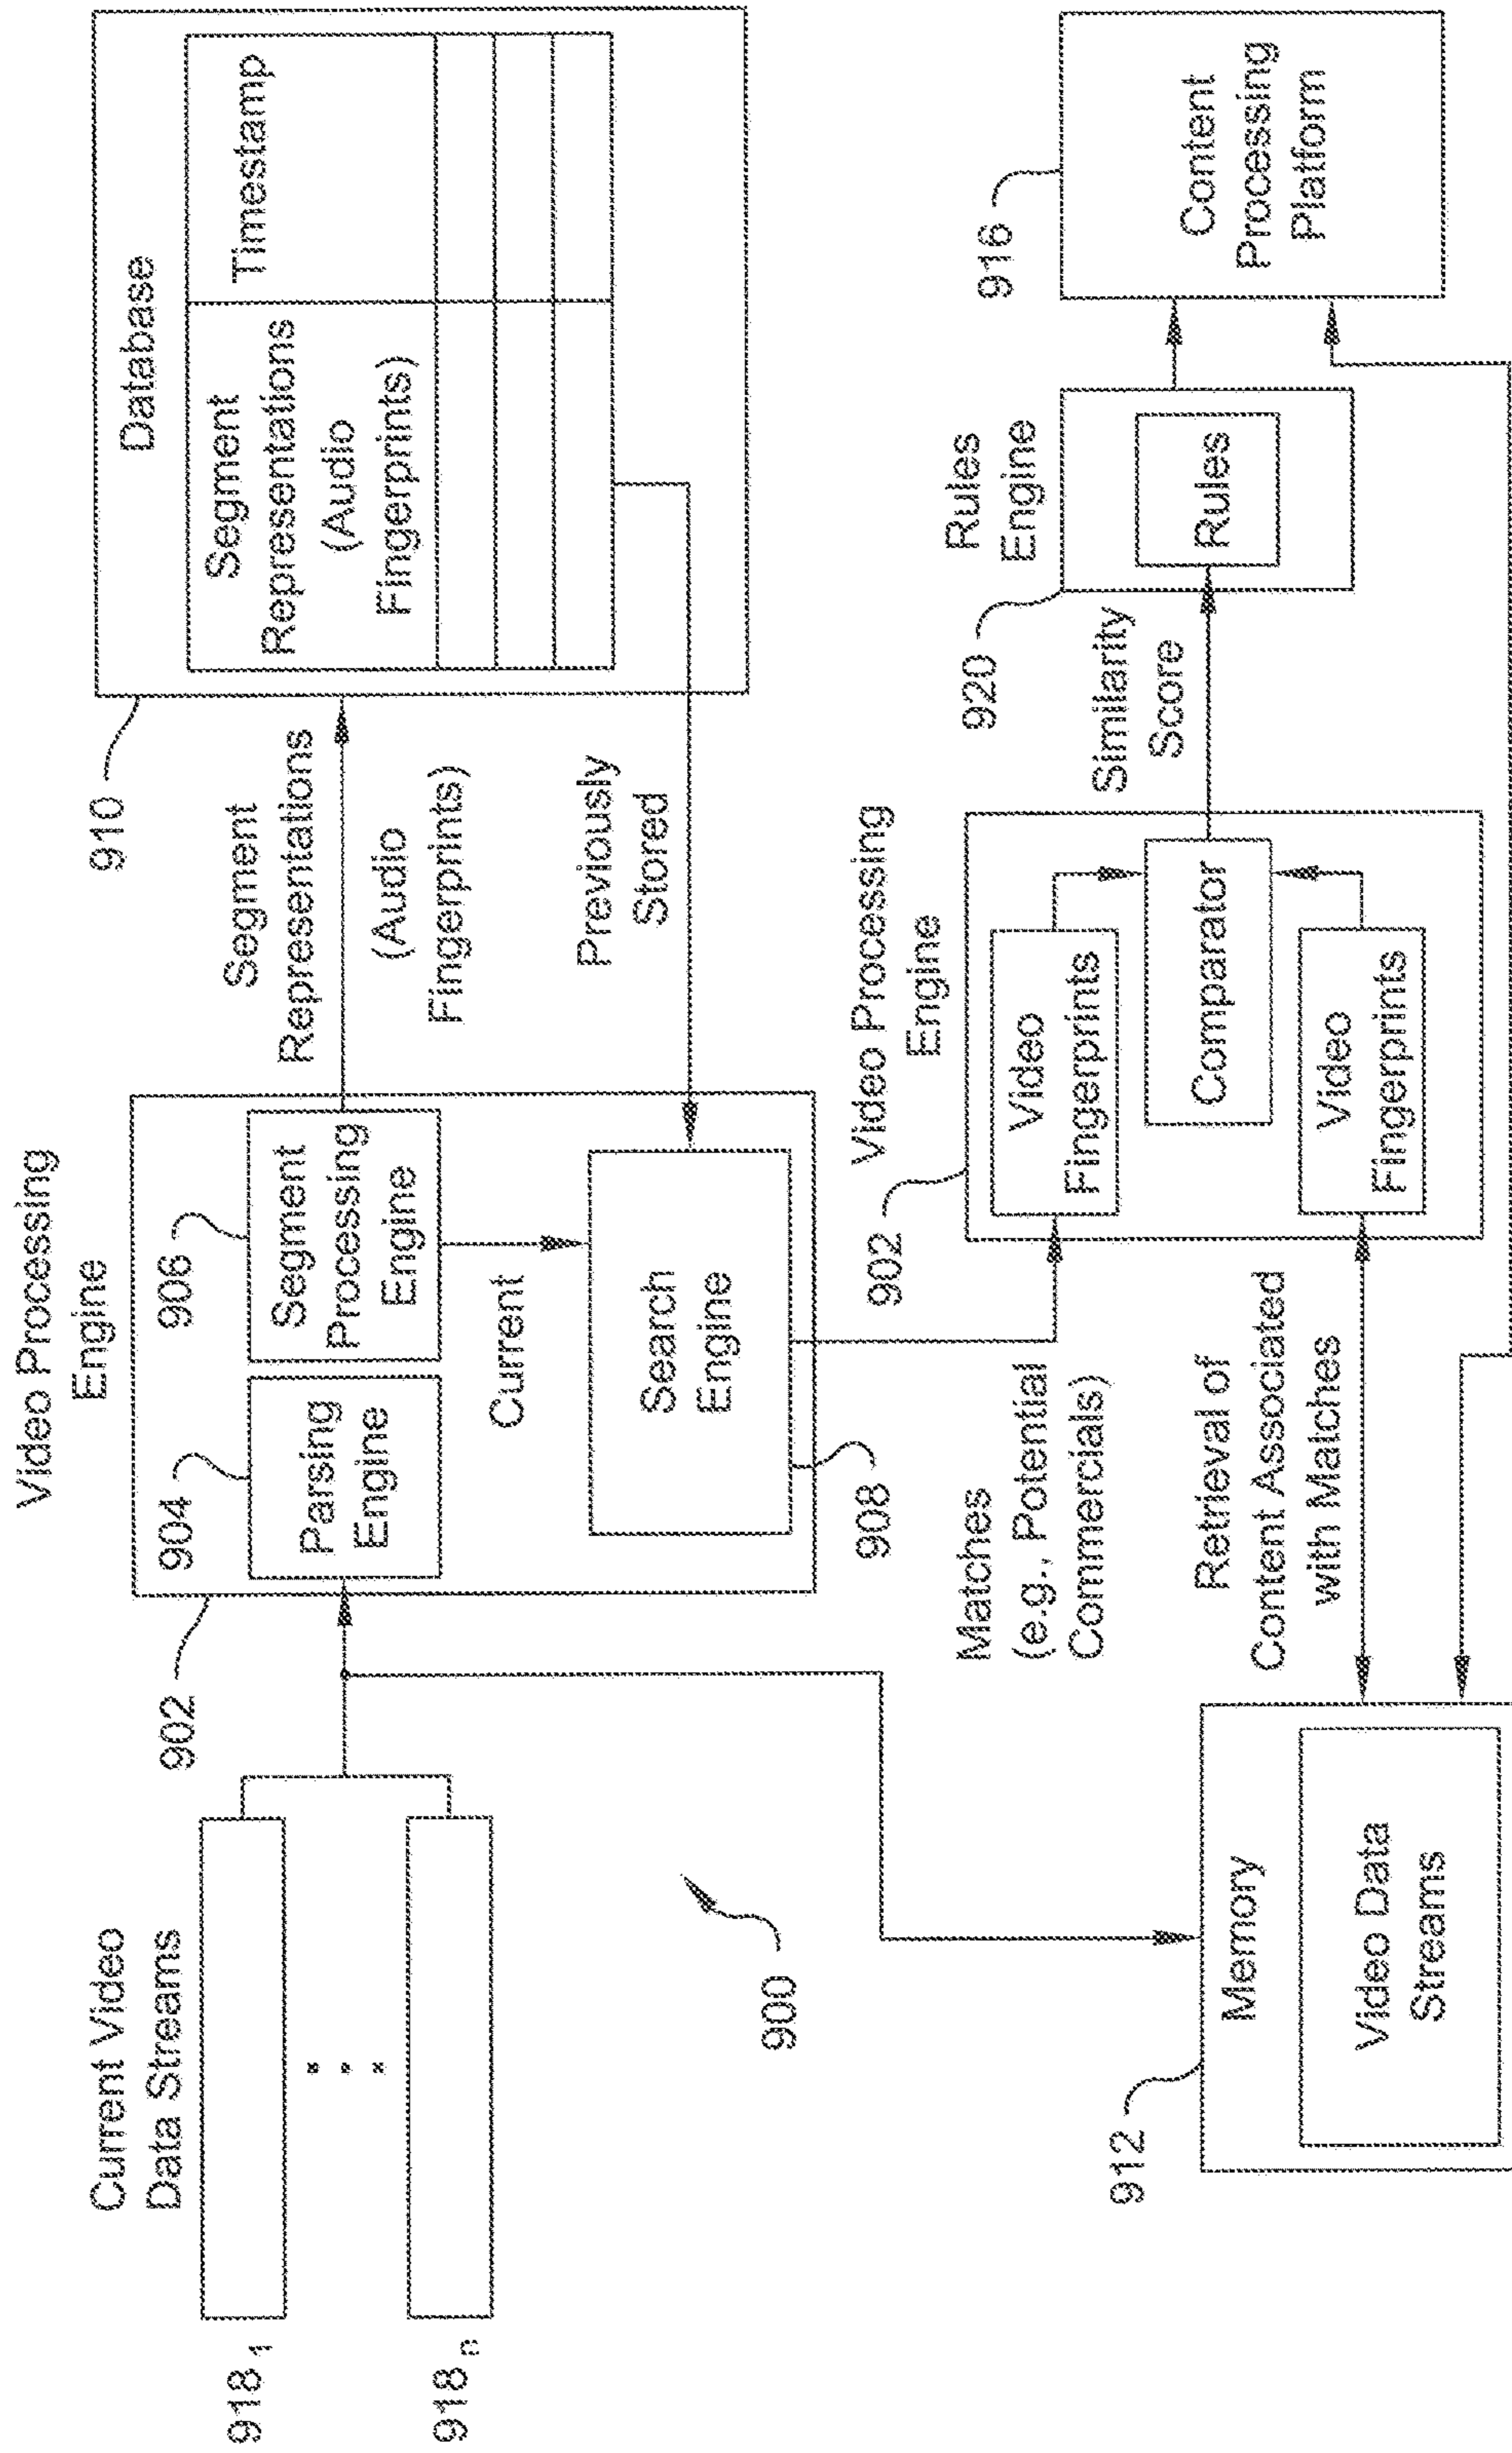 Current Video
Data Streams
918 1
918 n
900
Video Processing
Engine
902
904
Parsing
Engine
906
Segment
Processing
Engine
Current
Search
Engine
908
Segment
Representations
(Audio
Fingerprints)
Previously
Stored
910
Database
Segment
Representations
(Audio
Fingerprints)
Timestamp
912
Memory
Video Data
Streams
Matches
(e.g., Potential
Commercials)
Retrieval of
Content Associated
with Matches
Video Processing
Engine
902
Video
Fingerprints
Comparator
Video
Fingerprints
Similarity
Score
920
Rules
Engine
Rules
916
Content
Processing
Platform